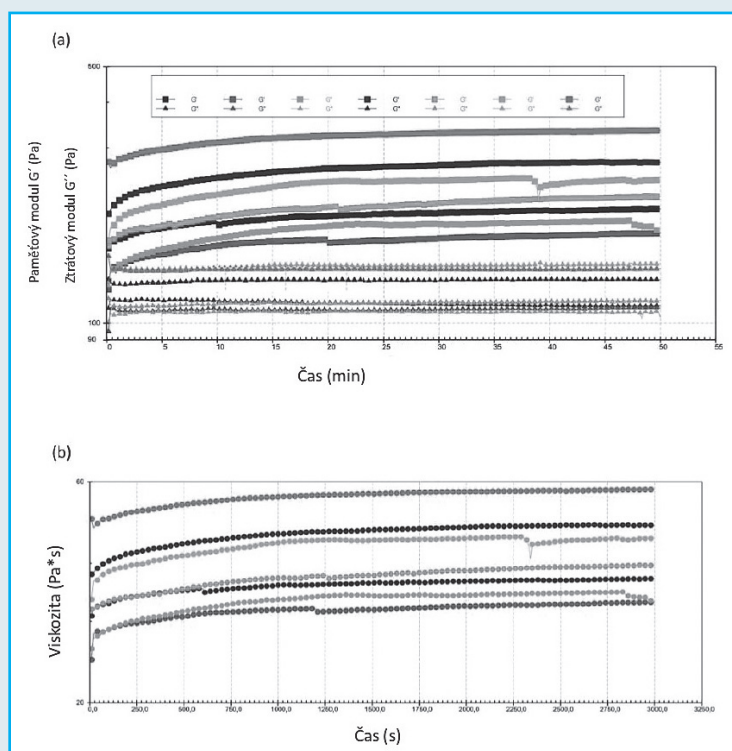 (a)
500
G' G' G' G' G' G' G'
G" G" G" G" G" G" G"
Paměťový modul G´ (Pa)
Ztrátový modul G´´ (Pa)
100
90
0 5 10 15 20 25 30 35 40 45 50 55
Čas (min)
(b)
60
Viskozita (Pa*s)
20
0,0 250,0 500,0 750,0 1000,0 1250,0 1500,0 1750,0 2000,0 2250,0 2500,0 2750,0 3000,0 3250,0
Čas (s)